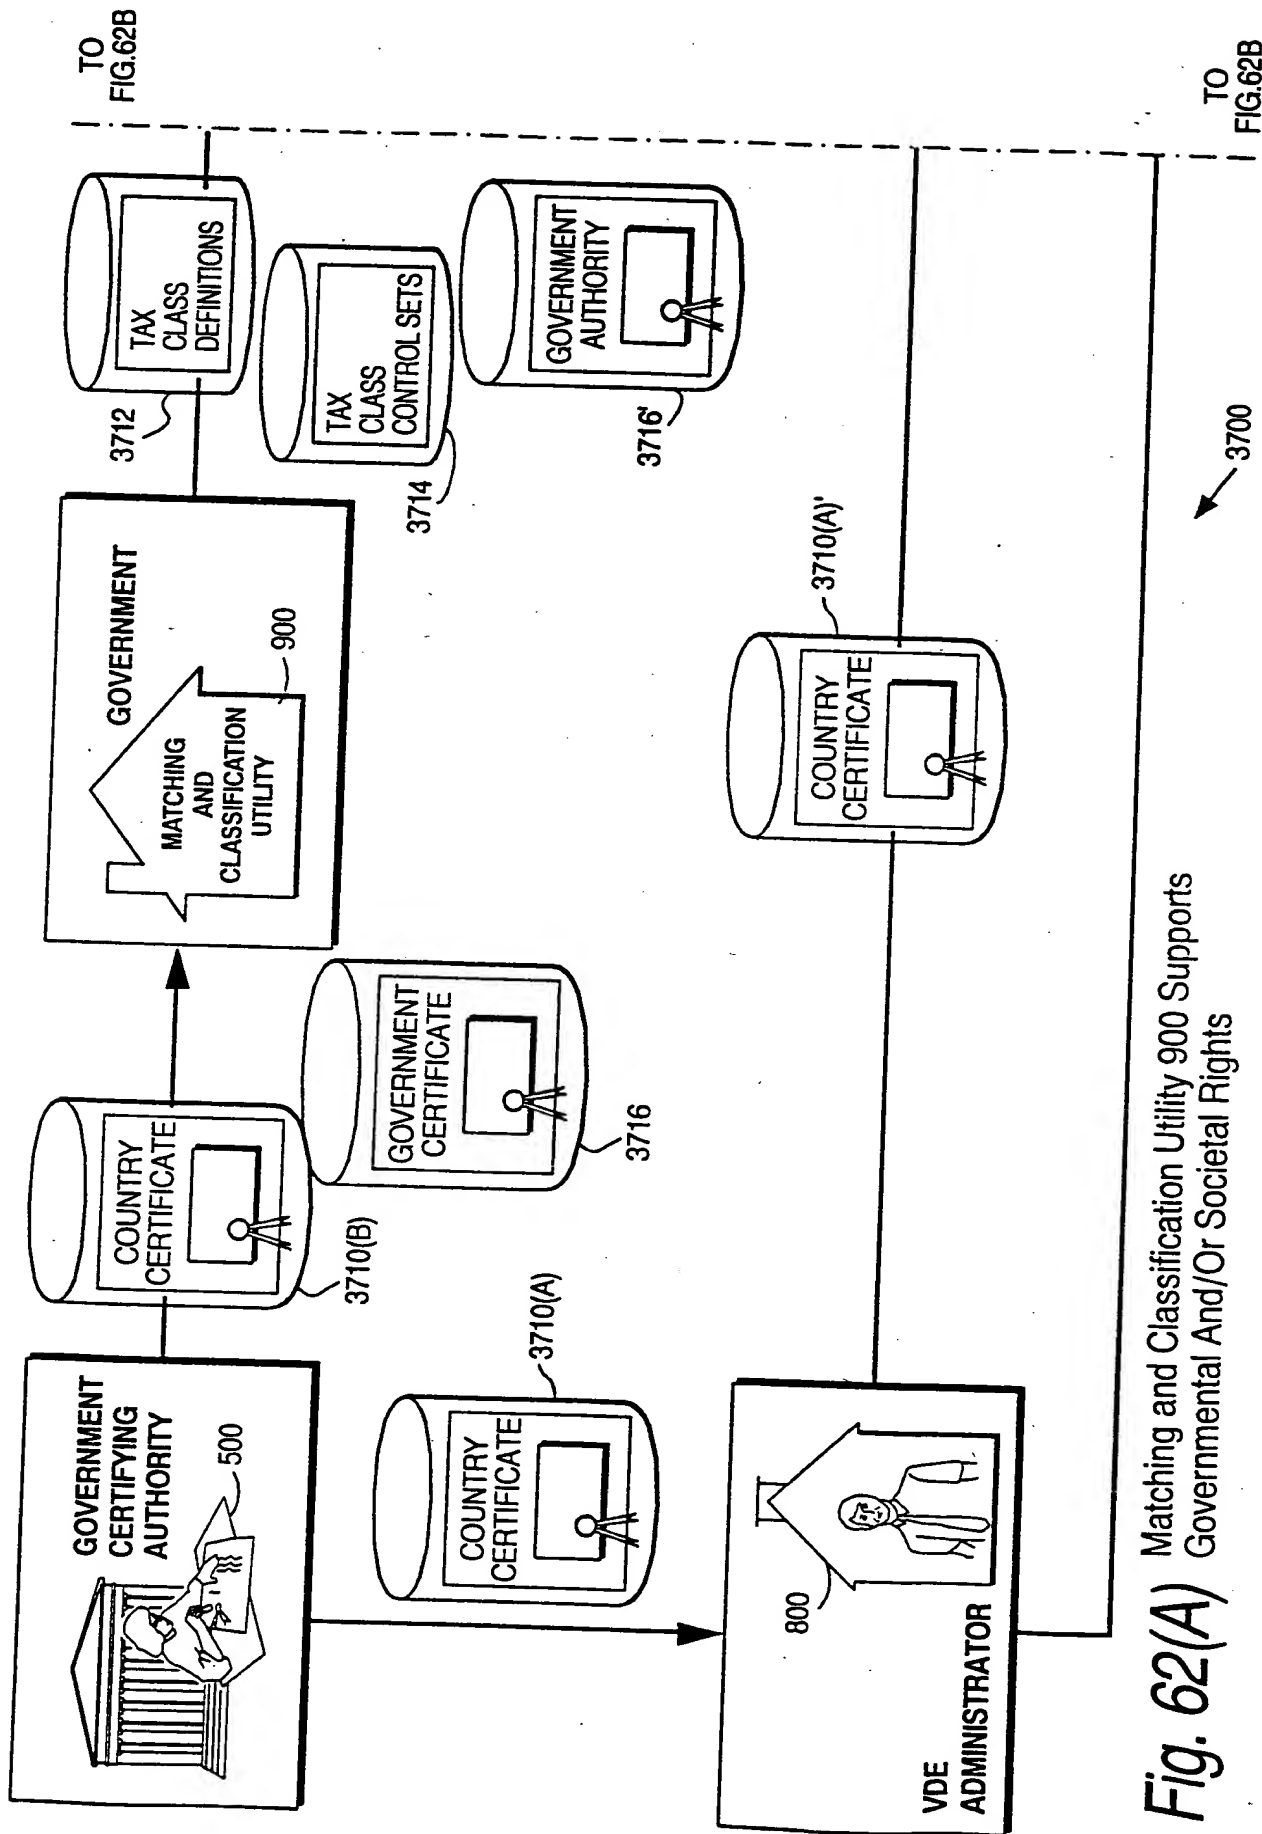 GOVERNMENT
CERTIFYING
AUTHORITY
500
COUNTRY
CERTIFICATE
3710(B)
GOVERNMENT
CERTIFICATE
3716
GOVERNMENT
MATCHING
AND
CLASSIFICATION
UTILITY
900
TAX
CLASS
DEFINITIONS
3712
TAX
CLASS
CONTROL SETS
3714
GOVERNMENT
AUTHORITY
3716'
TO
FIG.62B
COUNTRY
CERTIFICATE
3710(A)
VDE
ADMINISTRATOR
800
COUNTRY
CERTIFICATE
3710(A)'
3700
TO
FIG.62B
Fig. 62(A) Matching and Classification Utility 900 Supports
Governmental And/Or Societal Rights